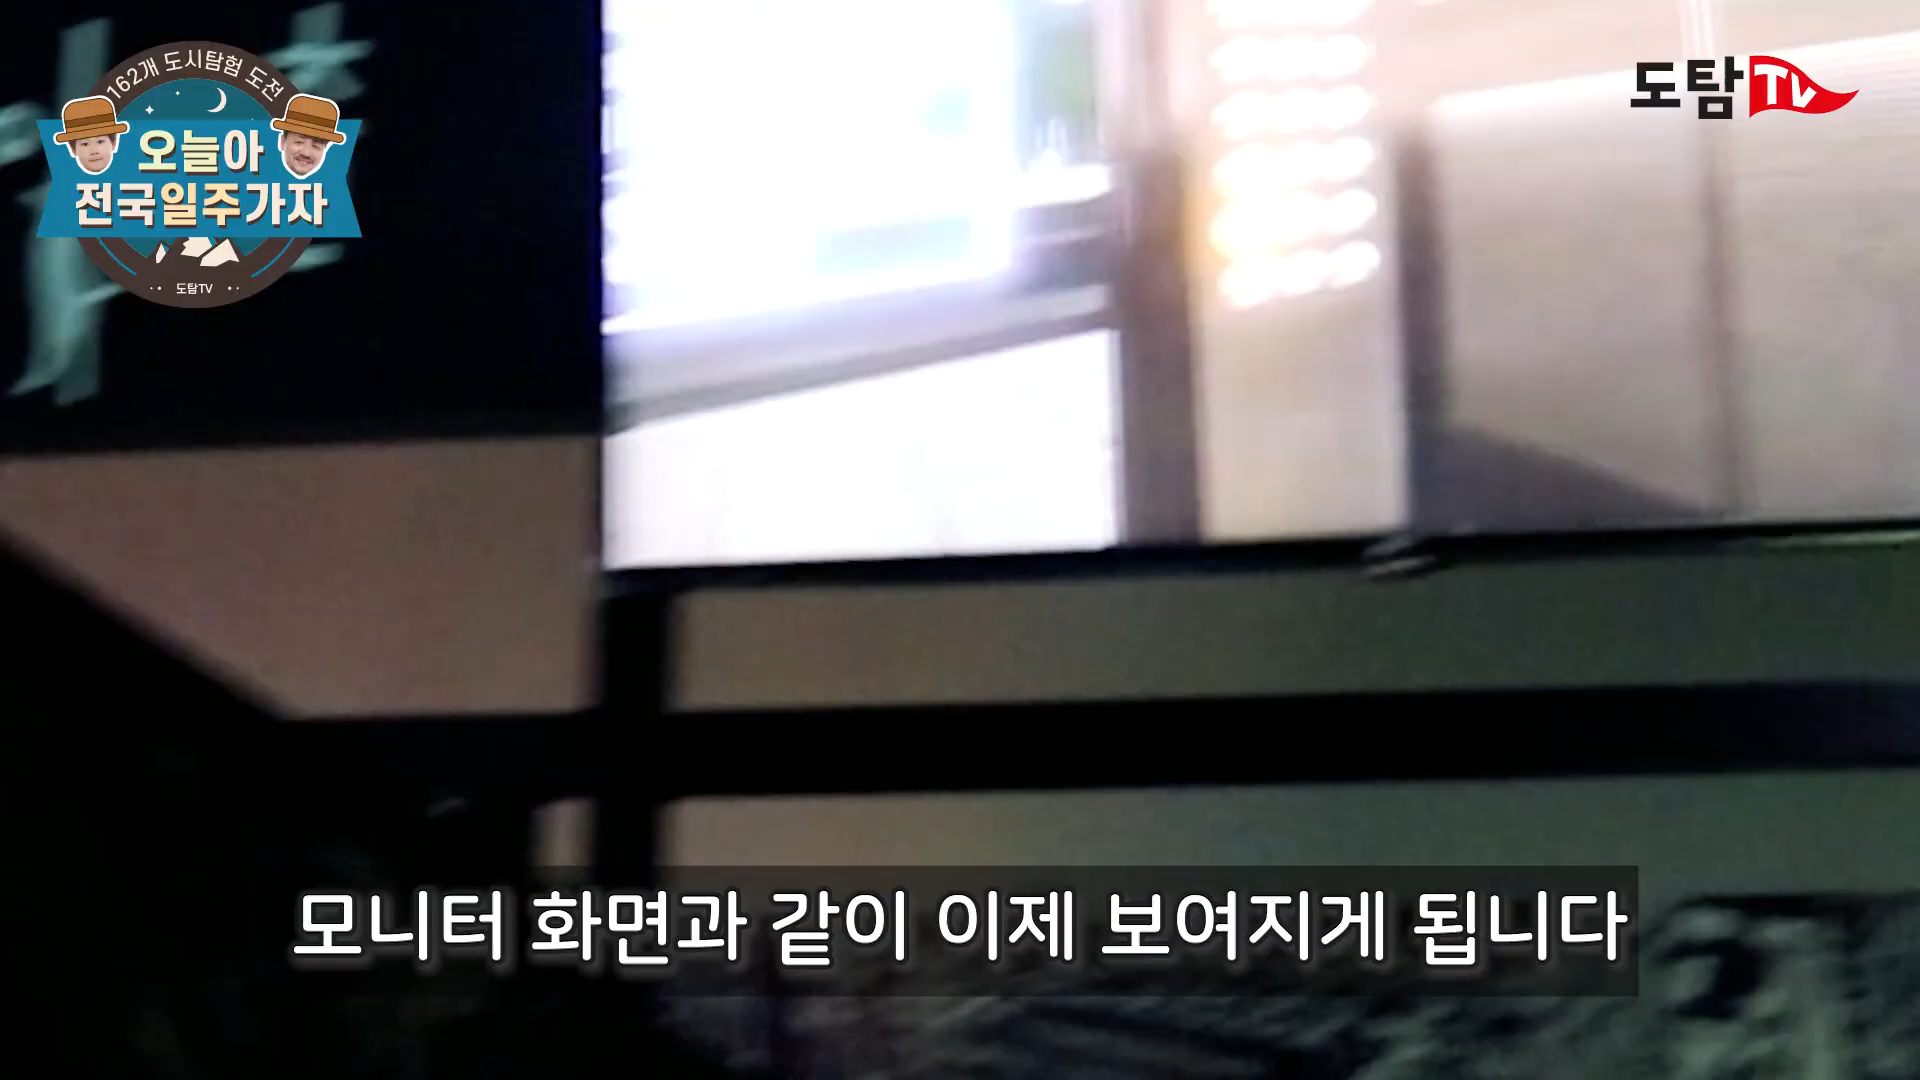 162개 도시탐험 도전
오늘아
전국일주가자
도탐TV
도탐TV
모니터 화면과 같이 이제 보여지게 됩니다